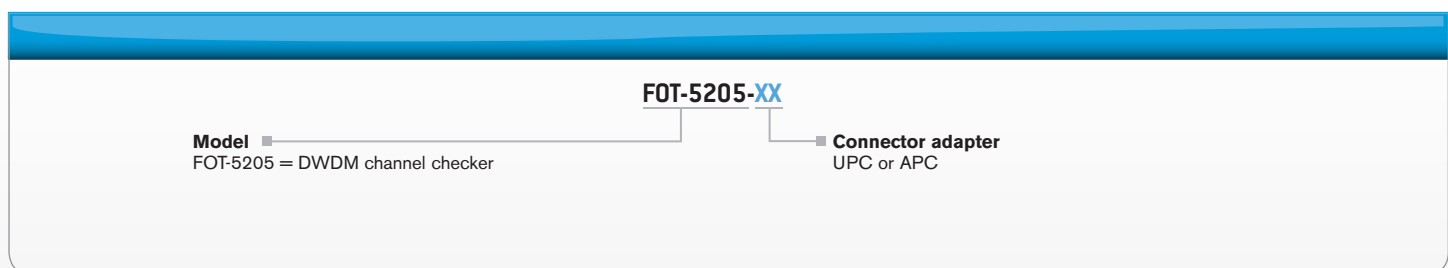 FOT-5205-XX
Model
FOT-5205 = DWDM channel checker
Connector adapter
UPC or APC